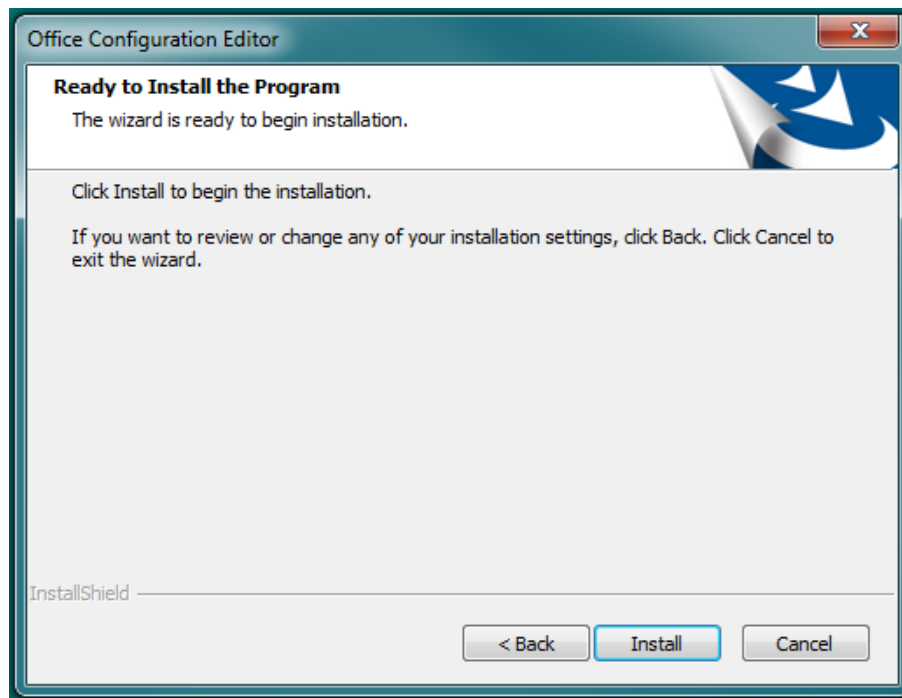 Office Configuration Editor
Ready to Install the Program
The wizard is ready to begin installation.
Click Install to begin the installation.
If you want to review or change any of your installation settings, click Back. Click Cancel to
exit the wizard.
InstallShield
< Back Install Cancel